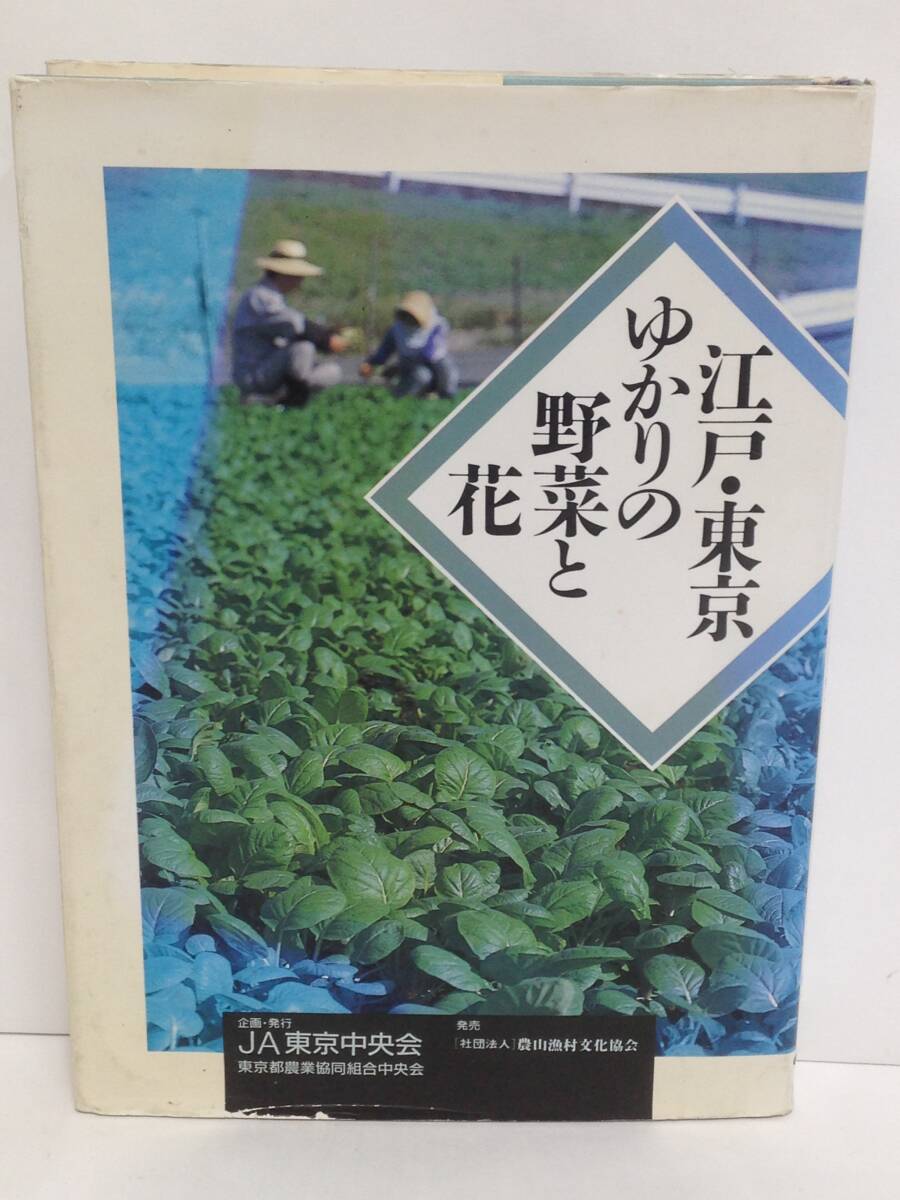 江戸・東京
ゆかりの
野菜と
花
企画・発行
JA東京中央会
東京都農業協同組合中央会
発売
[社団法人]農山漁村文化協会